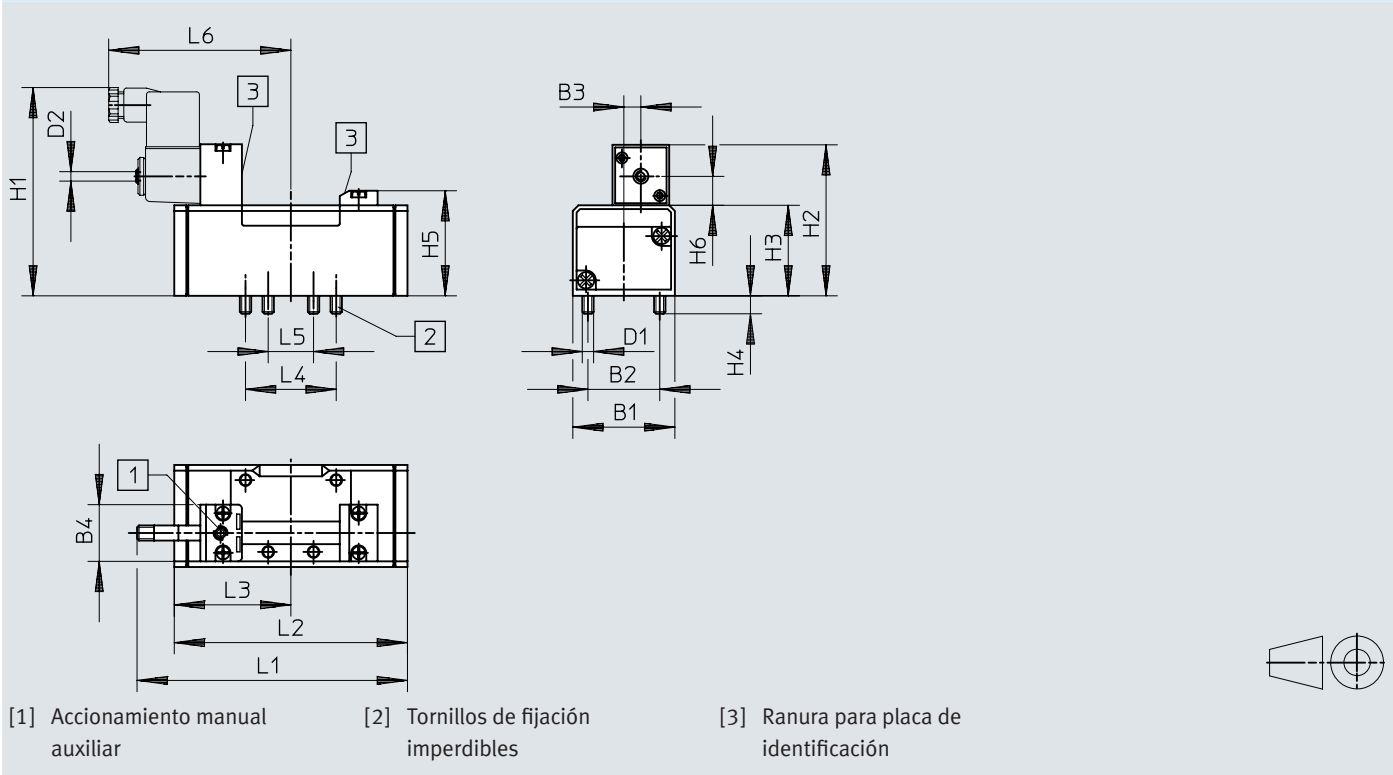 L6
3
B3
3
D2
H1
H5
H6
H3
H2
L5
2
D1
H4
L4
B2
B1
1
B4
L3
L2
L1
[1] Accionamiento manual auxiliar
[2] Tornillos de fijación imperdibles
[3] Ranura para placa de identificación